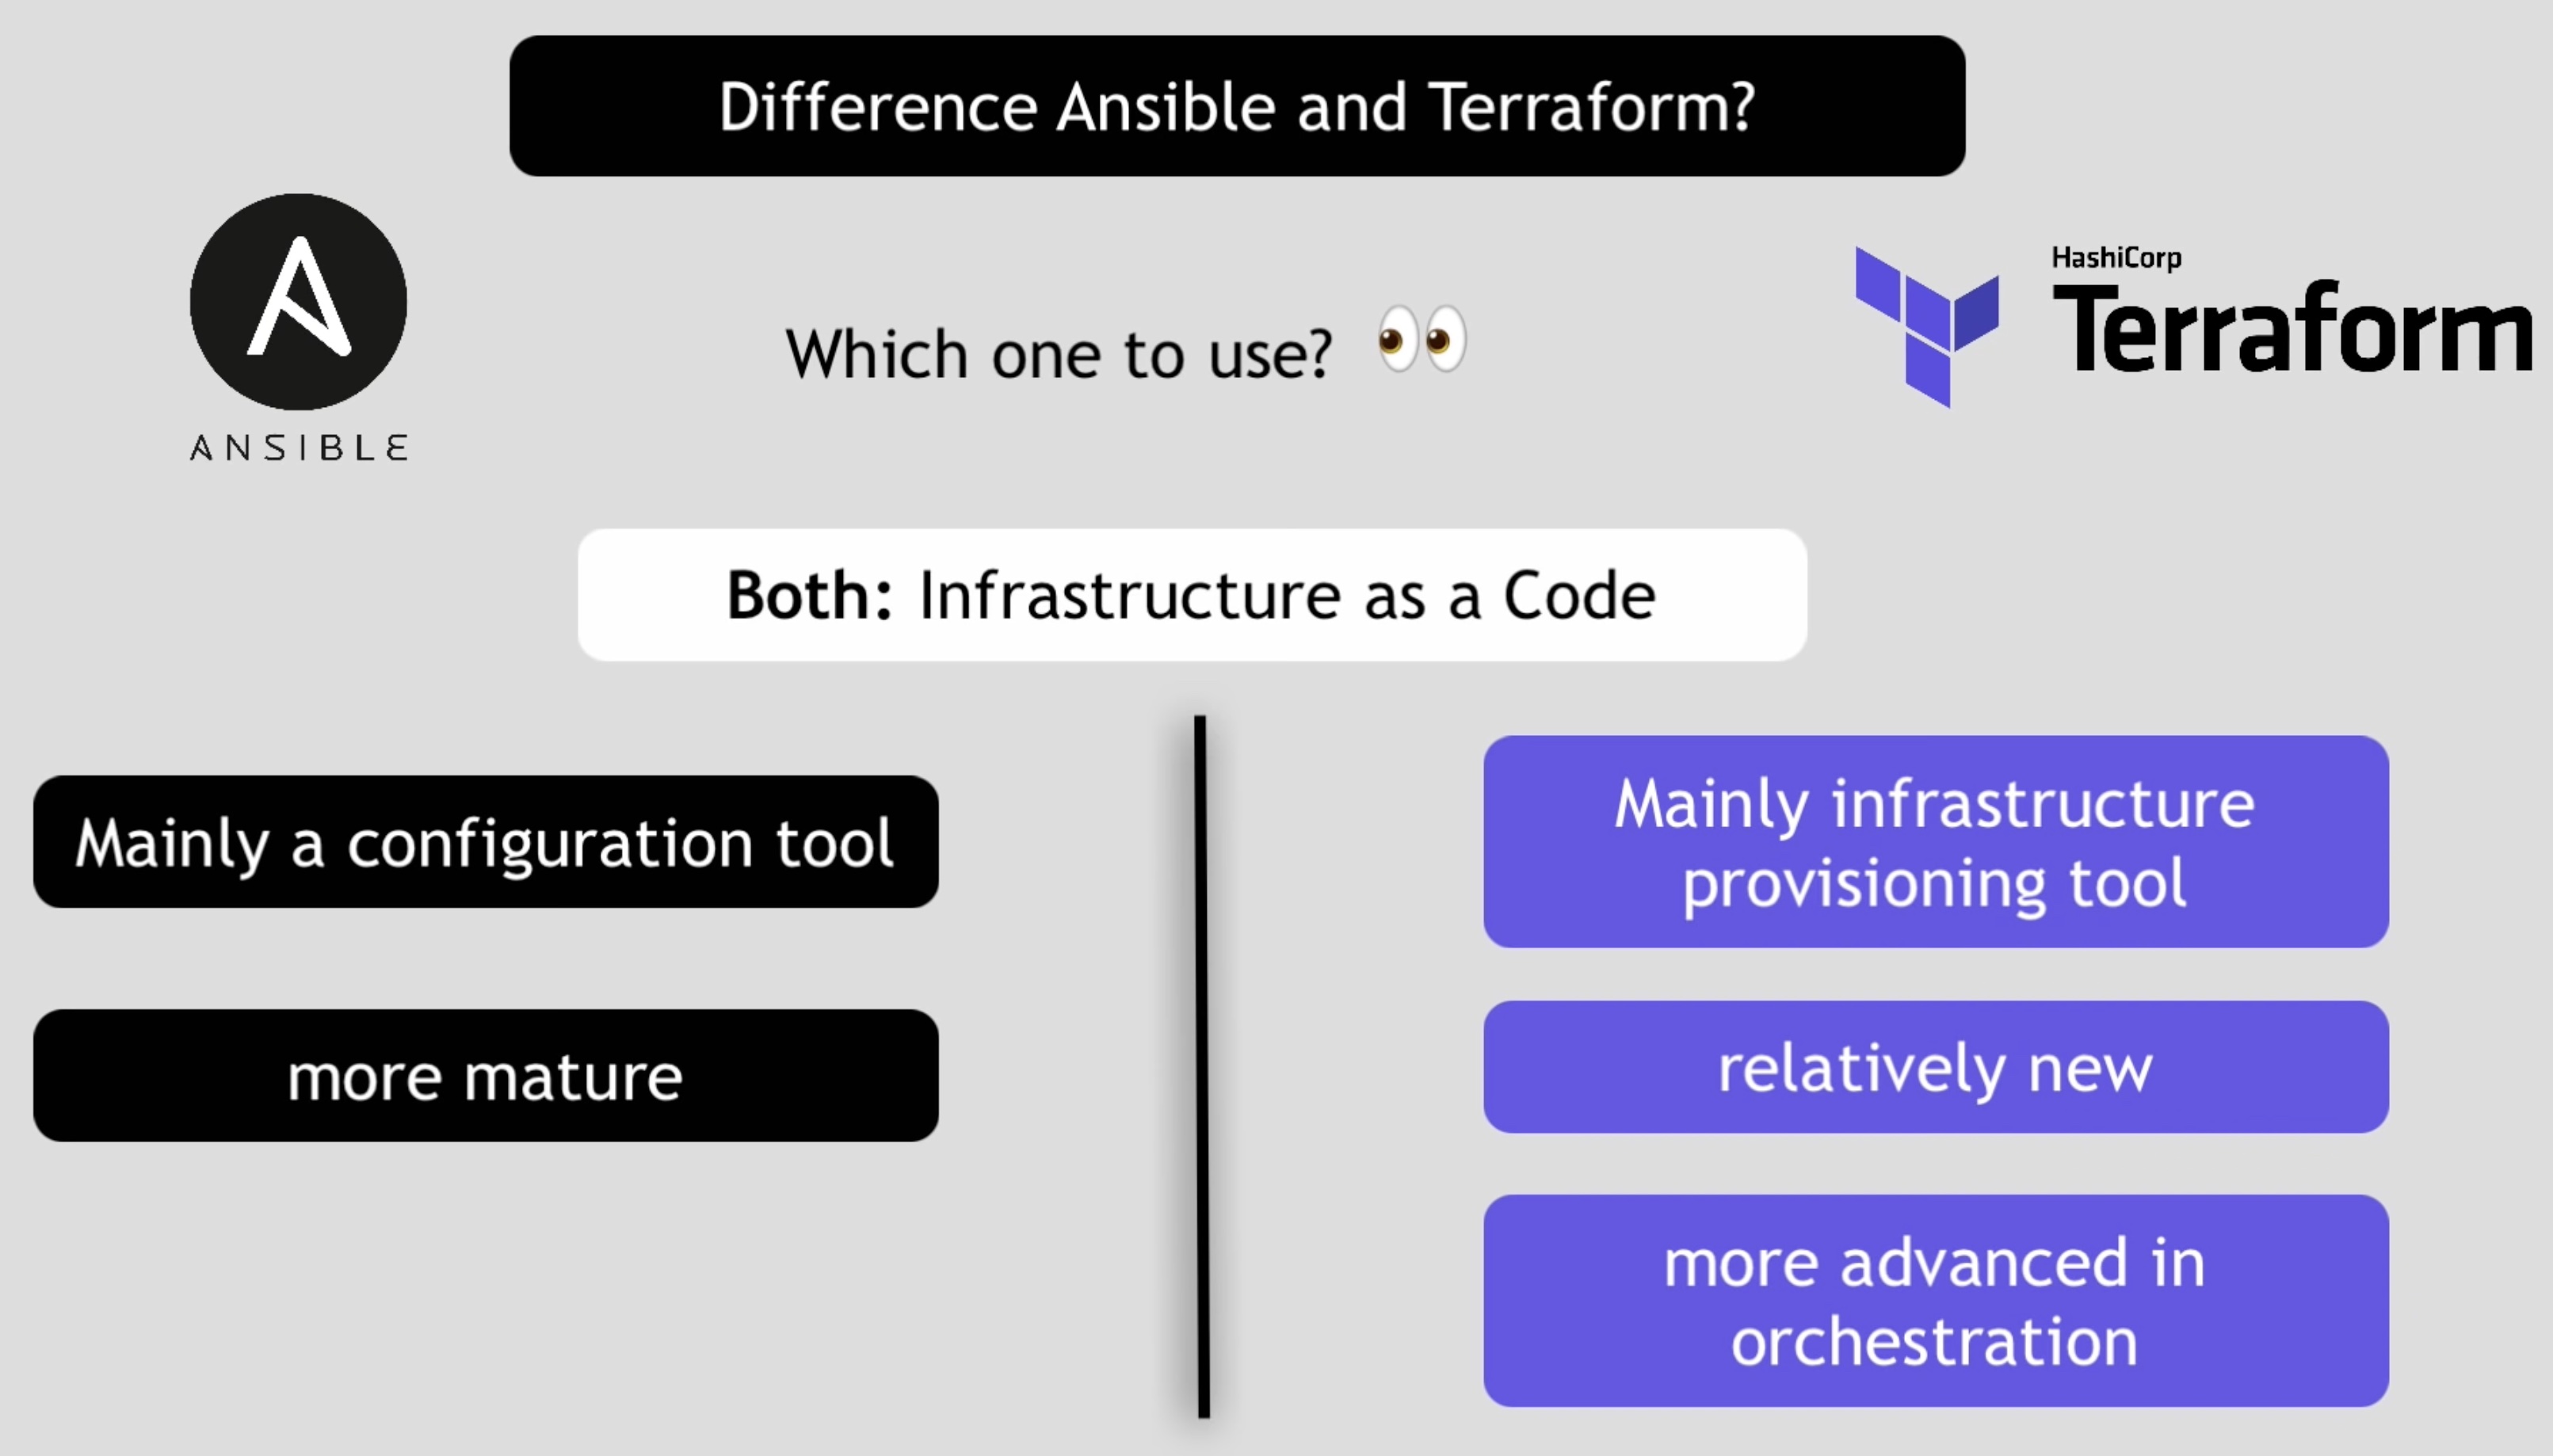 Difference Ansible and Terraform?
ANSIBLE
Which one to use? 👀
HashiCorp
Terraform
Both: Infrastructure as a Code
Mainly a configuration tool
more mature
Mainly infrastructure
provisioning tool
relatively new
more advanced in
orchestration